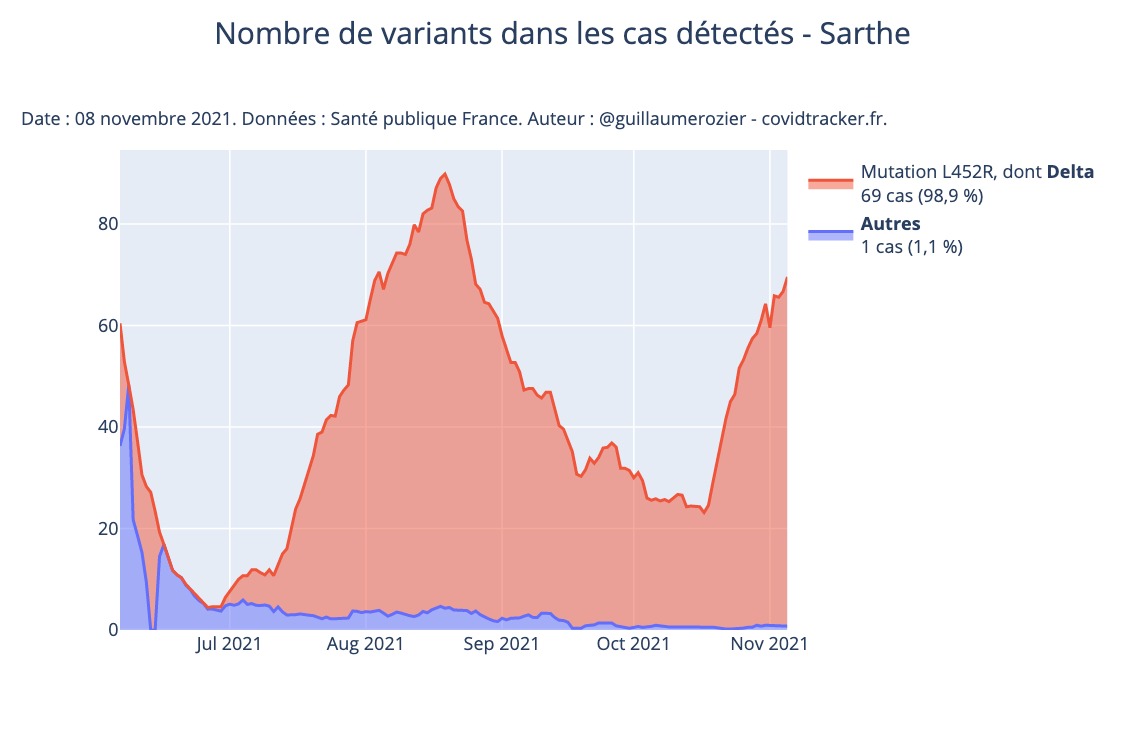 Nombre de variants dans les cas détectés - Sarthe
Date : 08 novembre 2021. Données : Santé publique France. Auteur : @guillaumerozier - covidtracker.fr.
Mutation L452R, dont Delta
69 cas (98,9 %)
Autres
1 cas (1,1 %)
80
60
40
20
0
Jul 2021
Aug 2021
Sep 2021
Oct 2021
Nov 2021